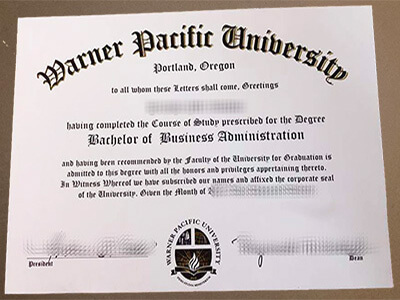 Warner Pacific University
Portland, Oregon
to all whom these Letters shall come, Greetings
having completed the Course of Study prescribed for the Degree
Bachelor of Business Administration
and having been recommended by the Faculty of the University for Graduation is
admitted to this degree with all the honors and privileges appertaining thereto.
In Witness Whereof we have subscribed our names and affixed the corporate seal
of the University. Given the Month of
WARNER PACIFIC UNIVERSITY
President
Dean